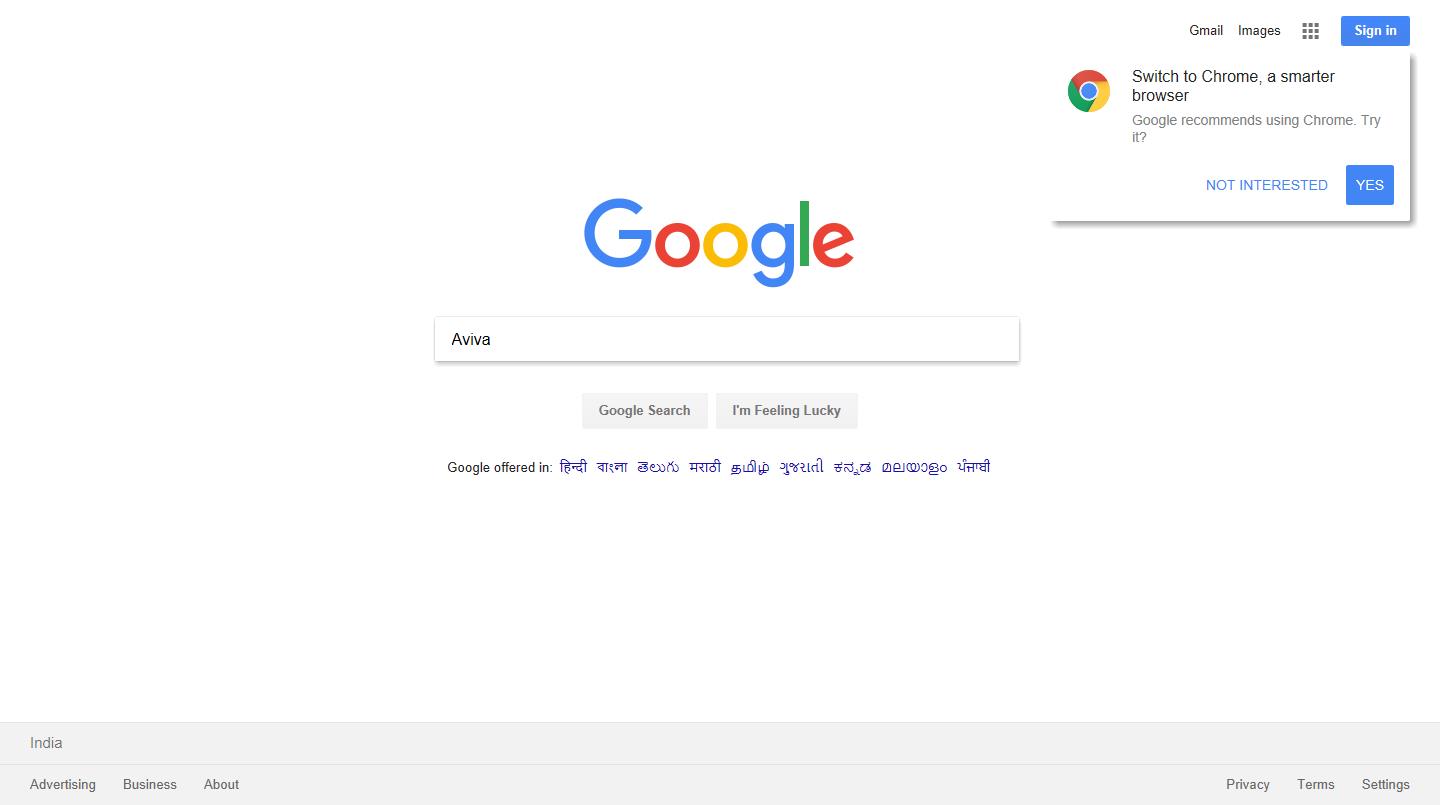 Gmail Images Sign in
Switch to Chrome, a smarter
browser
Google recommends using Chrome. Try
it?
NOT INTERESTED YES
Google
Aviva
Google Search I'm Feeling Lucky
Google offered in: हिन्दी বাংলা తెలుగు मराठी தமிழ் ગુજરાતી ಕನ್ನಡ മലയാളം ਪੰਜਾਬੀ
India
Advertising Business About Privacy Terms Settings